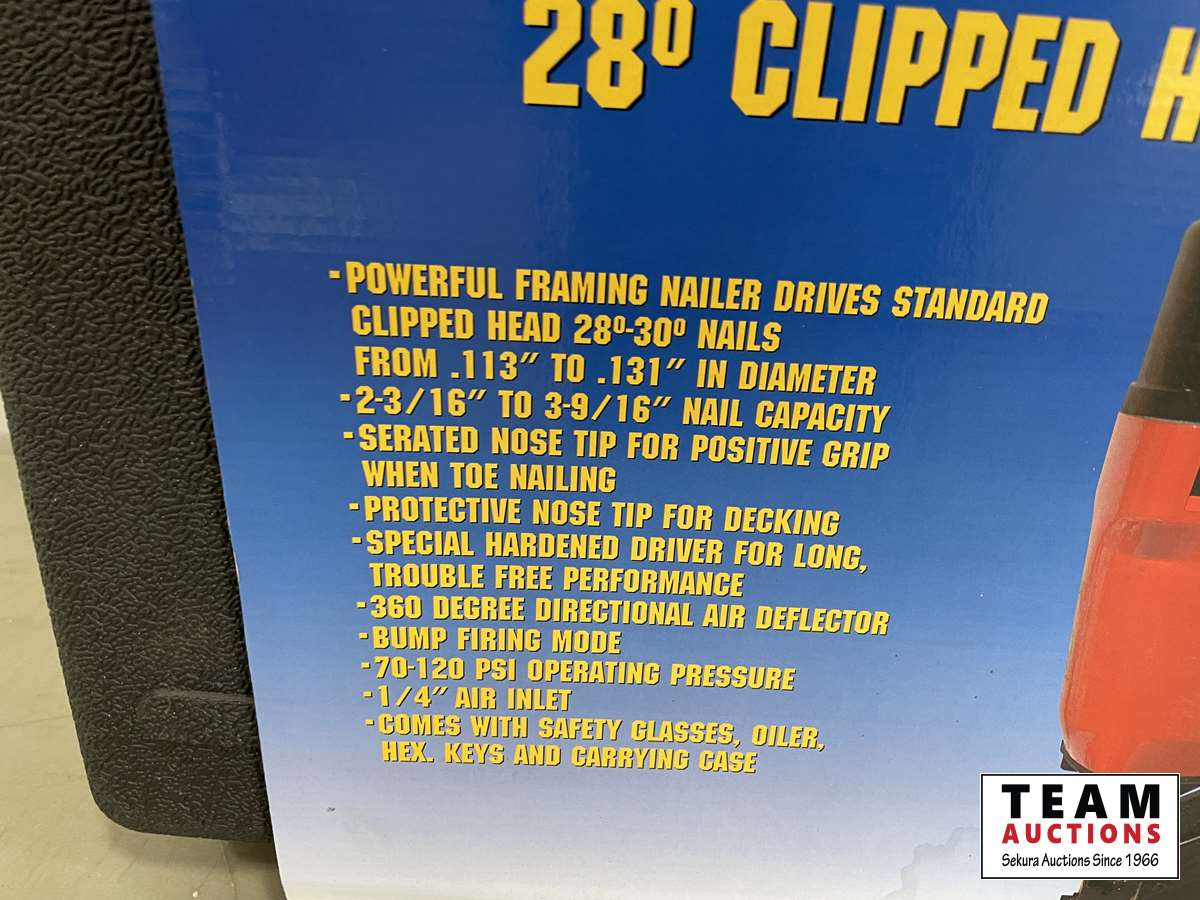 28° CLIPPED H
-POWERFUL FRAMING NAILER DRIVES STANDARD
CLIPPED HEAD 28°-30° NAILS
FROM .113" TO .131" IN DIAMETER
-2-3/16" TO 3-9/16" NAIL CAPACITY
-SERATED NOSE TIP FOR POSITIVE GRIP
WHEN TOE NAILING
-PROTECTIVE NOSE TIP FOR DECKING
-SPECIAL HARDENED DRIVER FOR LONG,
TROUBLE FREE PERFORMANCE
-360 DEGREE DIRECTIONAL AIR DEFLECTOR
-BUMP FIRING MODE
-70-120 PSI OPERATING PRESSURE
-1/4" AIR INLET
-COMES WITH SAFETY GLASSES, OILER,
HEX. KEYS AND CARRYING CASE
TEAM
AUCTIONS
Sekura Auctions Since 1966